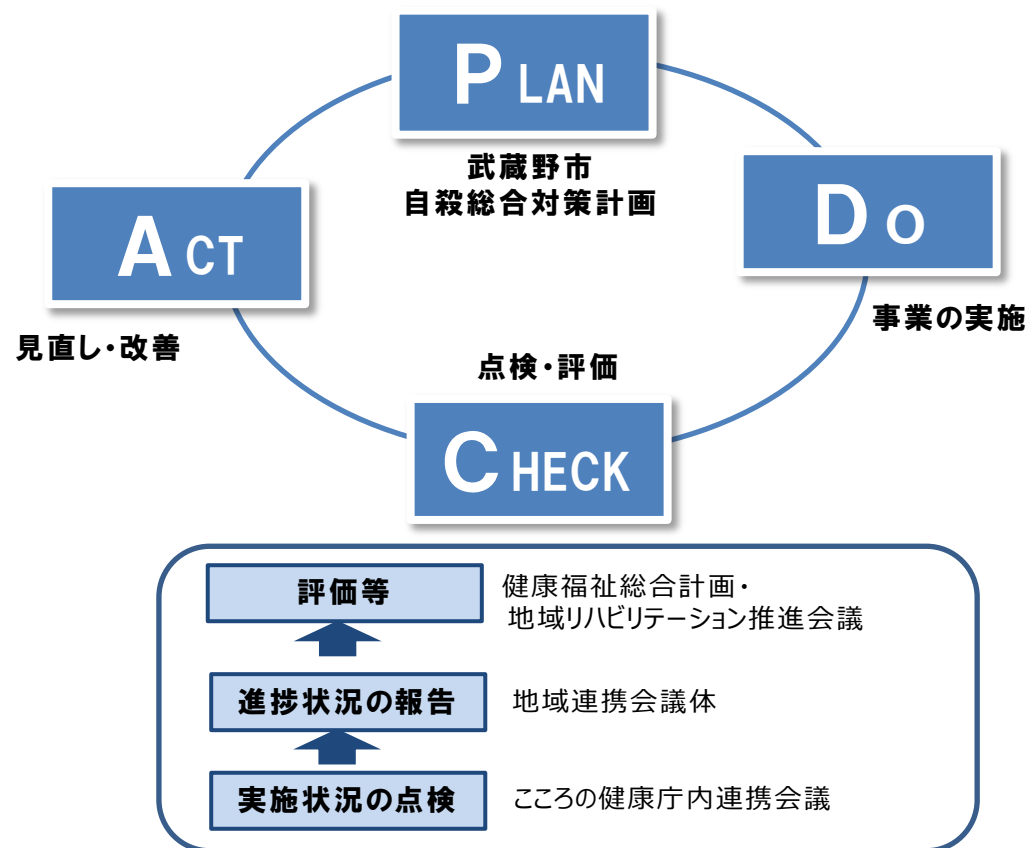 PLAN
武蔵野市
自殺総合対策計画
DO
事業の実施
ACT
見直し・改善
点検・評価
CHECK
評価等
健康福祉総合計画・
地域リハビリテーション推進会議
進捗状況の報告
地域連携会議体
実施状況の点検
こころの健康庁内連携会議